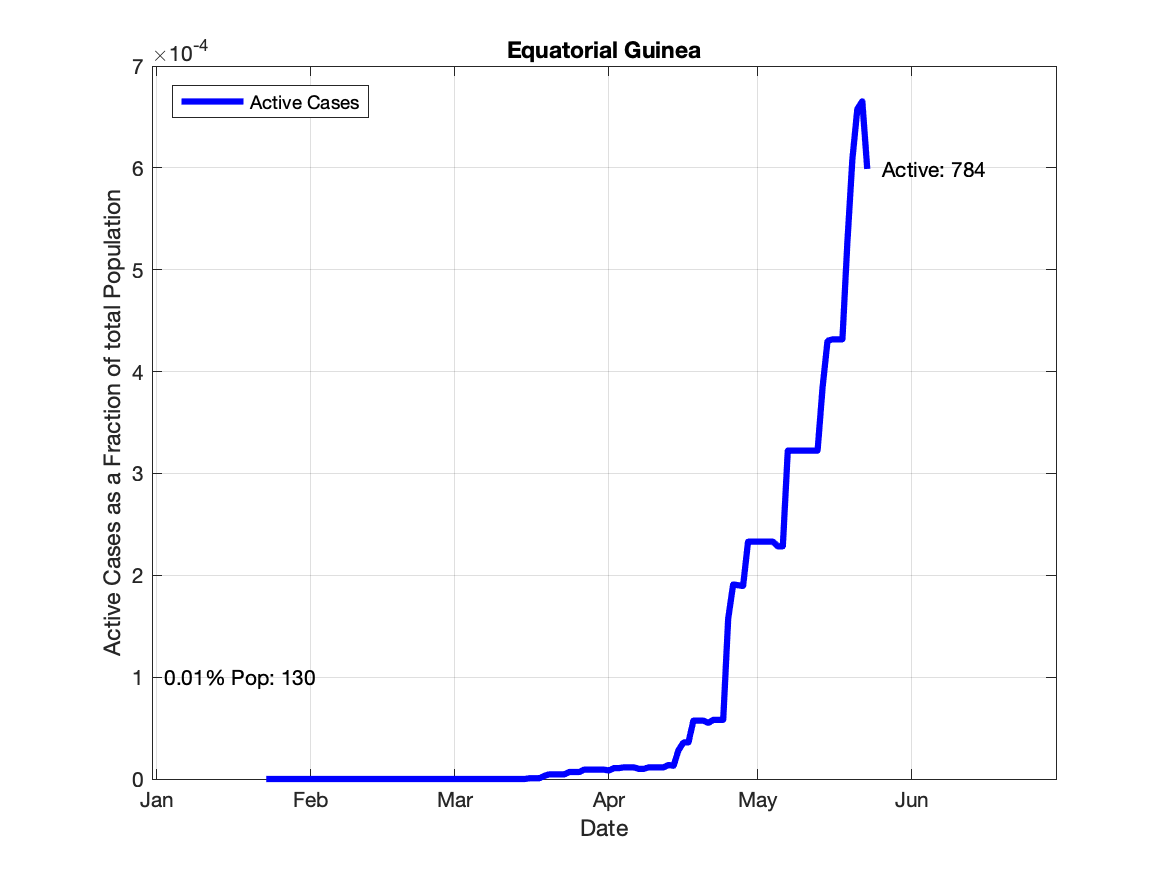 Equatorial Guinea
×10-4
7
6
5
4
3
2
1
0
Active Cases as a Fraction of total Population
Active Cases
Active: 784
0.01% Pop: 130
Jan Feb Mar Apr May Jun
Date